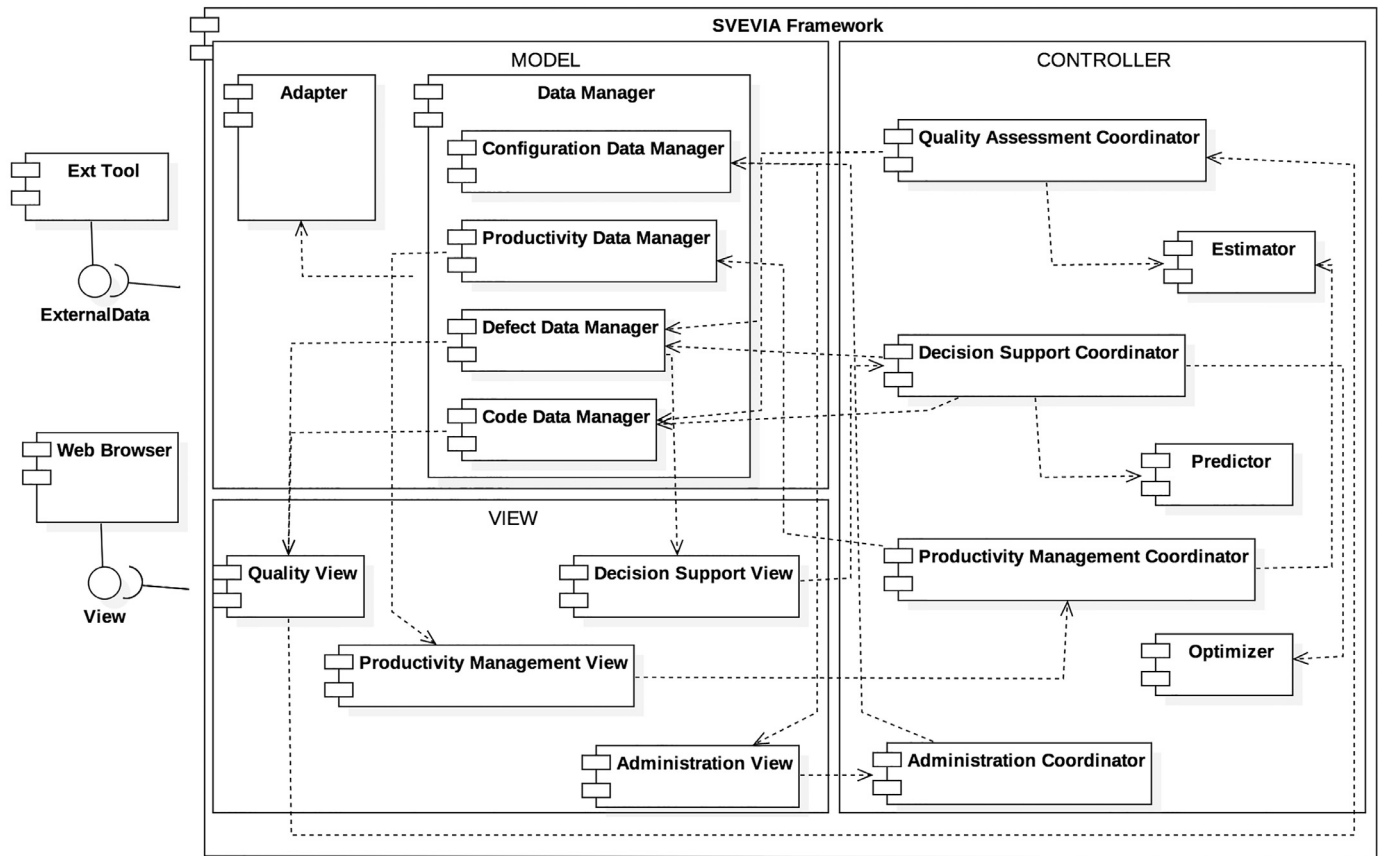 SVEVIA Framework
MODEL
CONTROLLER
Adapter
Data Manager
Configuration Data Manager
Quality Assessment Coordinator
Ext Tool
Productivity Data Manager
Estimator
ExternalData
Defect Data Manager
Decision Support Coordinator
Code Data Manager
Web Browser
Predictor
VIEW
Productivity Management Coordinator
Quality View
Decision Support View
View
Productivity Management View
Optimizer
Administration View
Administration Coordinator